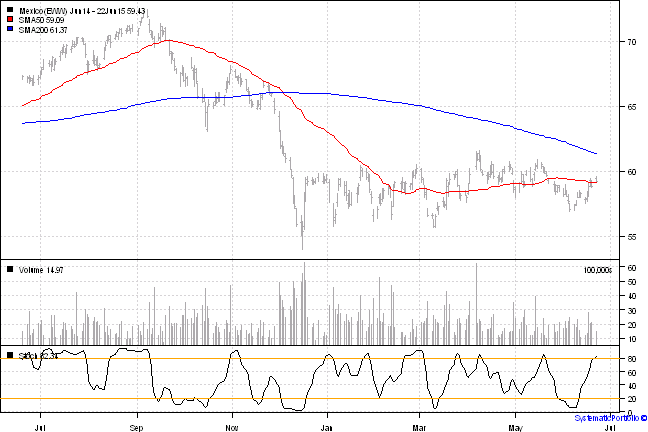 Mexico(EWW) Jun14 - 22Jun15 59.43
SMA50 59.09
SMA200 61.37
70
65
60
55
Volume 14.97
100,000s
60
50
40
30
20
10
80
60
40
20
0
Jul
Sep
Nov
Jan
Mar
May
Jul
SystematicPortfolio ©